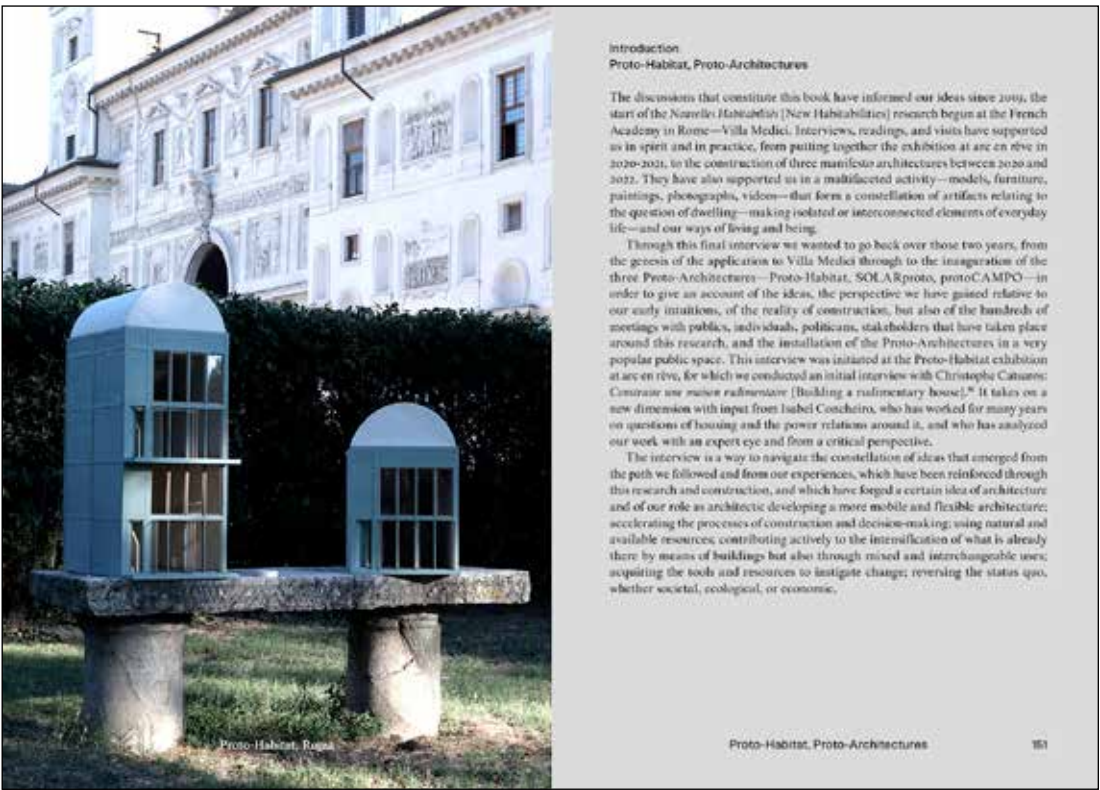 Introduction
Proto-Habitat, Proto-Architectures
The discussions that constitute this book have informed our ideas since 2019, the
start of the Nouvelles Habitabilités [New Habitabilities] research begun at the French
Academy in Rome—Villa Medici. Interviews, readings, and visits have supported
us in spirit and in practice, from putting together the exhibition at arc en rêve in
2020-2021, to the construction of three manifesto architectures between 2020 and
2022. They have also supported us in a multifaceted activity—models, furniture,
paintings, photographs, videos—that form a constellation of artifacts relating to
the question of dwelling—making isolated or interconnected elements of everyday
life—and our ways of living and being.
Through this final interview we wanted to go back over those two years, from
the genesis of the application to Villa Medici through to the inauguration of the
three Proto-Architectures—Proto-Habitat, SOLARproto, protoCAMPO—in
order to give an account of the ideas, the perspective we have gained relative to
our early intuitions, of the reality of construction, but also of the hundreds of
meetings with publics, individuals, politicians, stakeholders that have taken place
around this research, and the installation of the Proto-Architectures in a very
popular public space. This interview was initiated at the Proto-Habitat exhibition
at arc en rêve, for which we conducted an initial interview with Christophe Catsaros:
Construire une maison rudimentaire [Building a rudimentary house]. It takes on a
new dimension with input from Isabel Concheiro, who has worked for many years
on questions of housing and the power relations around it, and who has analyzed
our work with an expert eye and from a critical perspective.
The interview is a way to navigate the constellation of ideas that emerged from
the path we followed and from our experiences, which have been reinforced through
this research and construction, and which have forged a certain idea of architecture
and of our role as architects: developing a more mobile and flexible architecture;
accelerating the processes of construction and decision-making; using natural and
available resources; contributing actively to the intensification of what is already
there by means of buildings but also through mixed and interchangeable uses;
acquiring the tools and resources to instigate change; reversing the status quo,
whether societal, ecological, or economic.
Proto-Habitat, Rome
Proto-Habitat, Proto-Architectures 151